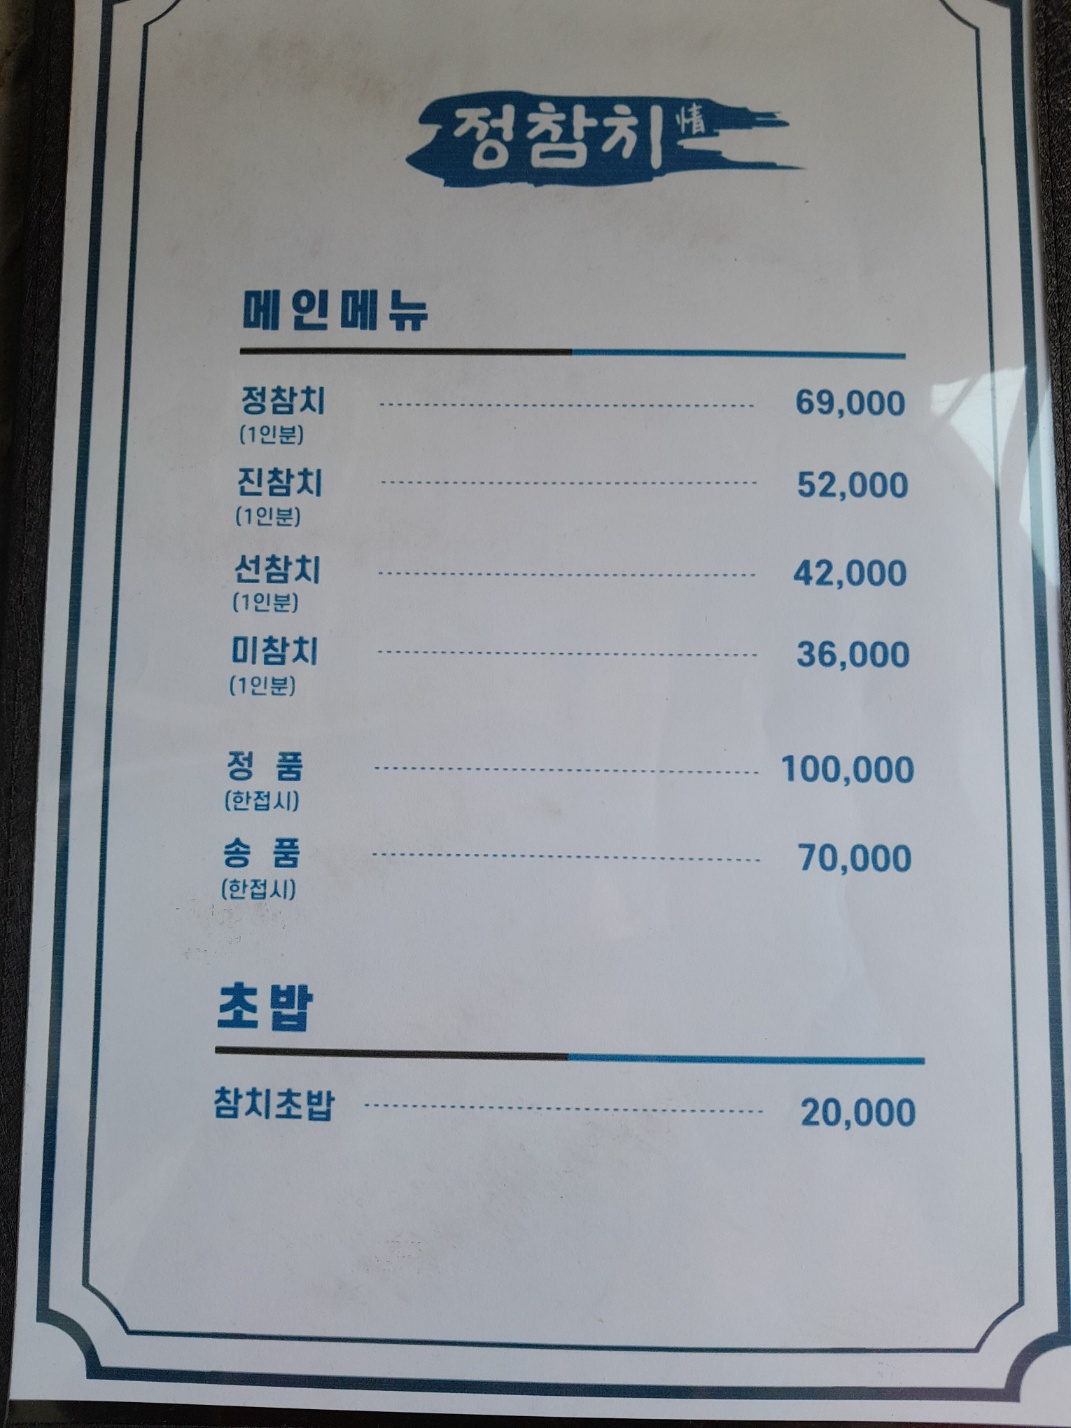 정참치 情
메인메뉴
정참치 69,000
(1인분)
진참치 52,000
(1인분)
선참치 42,000
(1인분)
미참치 36,000
(1인분)
정 품 100,000
(한접시)
송 품 70,000
(한접시)
초밥
참치초밥 20,000